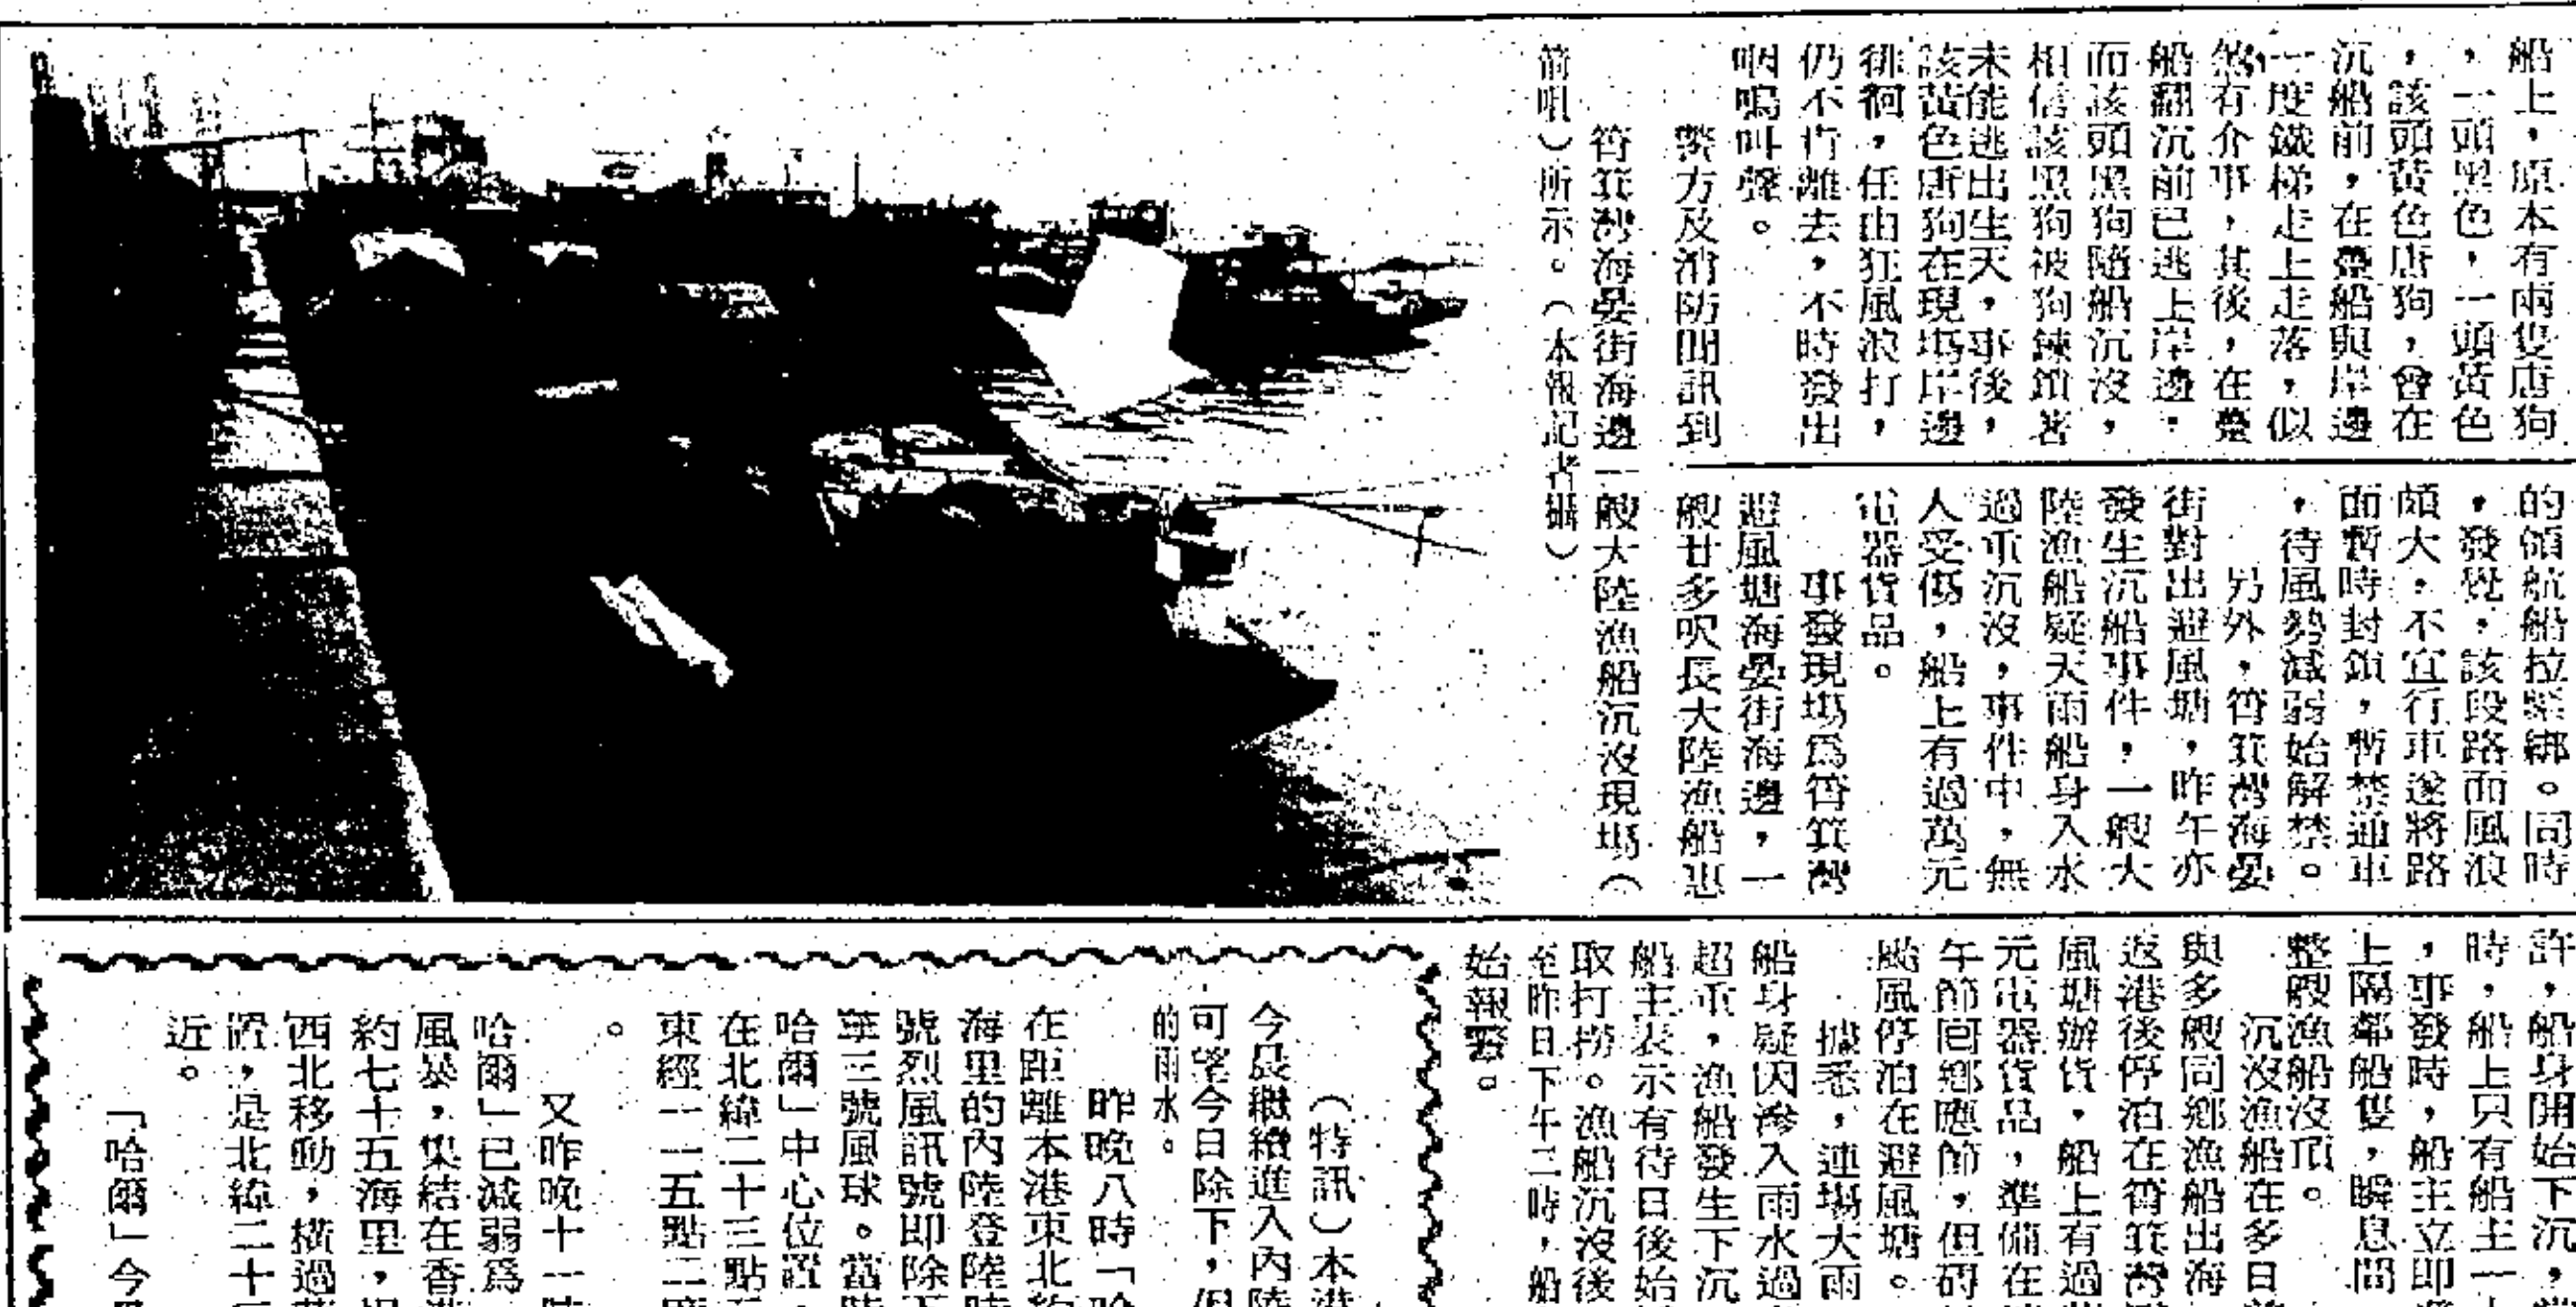 船上，原本有兩隻唐狗
，一頭黑色，一頭黃色
，該頭黃色唐狗，曾在
沉船前，在躉船與岸邊
一度鐵梯走上走落，似
煞有介事，其後，在躉
船翻沉前已逃上岸邊，
而該頭黑狗隨船沉沒，
相信該黑狗被狗鍊鎖着
未能逃出生天，事後，
該黃色唐狗在現場岸邊
徘徊，任由狂風浪打，
仍不肯離去，不時發出
咽鳴叫聲。
警方及消防聞訊到
的領航船拉緊綁。同時
，發覺，該段路面風浪
頗大，不宜行車遂將路
面暫時封鎖，暫禁通車
，待風勢減弱始解禁。
另外，筲箕灣海晏
街對出避風塘，昨午亦
發生沉船事件，一艘大
陸漁船疑天雨船身入水
過重沉沒，事件中，無
人受傷，船上有過萬元
電器貨品。
事發現場爲筲箕灣
避風塘海晏街海邊，一
艘廿多呎長大陸漁船惠
筲箕灣海晏街海邊一艘大陸漁船沉沒現場（
箭咀）所示。（本報記者攝）
許，船身開始下沉，當
時，船上只有船主一
，事發時，船主立即
上隔鄰船隻，瞬息間
整艘漁船沒頂。
沉沒漁船在多日前
與多艘同鄉漁船出海
返港後停泊在筲箕灣避
風塘辦貨，船上有過萬
元電器貨品，準備在
午節回鄉應節，但碍
颱風停泊在避風塘。
據悉，連場大雨
船身疑因滲入雨水過
超重，漁船發生下沉
船主表示有待日後始
取打撈。漁船沉沒後
至昨日下午二時，船
始報警。
（特訊）本港
今晨繼續進入內陸
可望今日除下，但
的雨水。
昨晚八時「哈
在距離本港東北約
海里的內陸登陸時
號烈風訊號即除下
三號風球。當時
哈爾」中心位置，
在北緯二十三點
東經一一五點二度
。
又昨晚十一時
哈爾」已減弱爲
風暴，集結在香港
約七十五海里，
西北移動，橫過
置，是北緯二十
近。
「哈爾」今